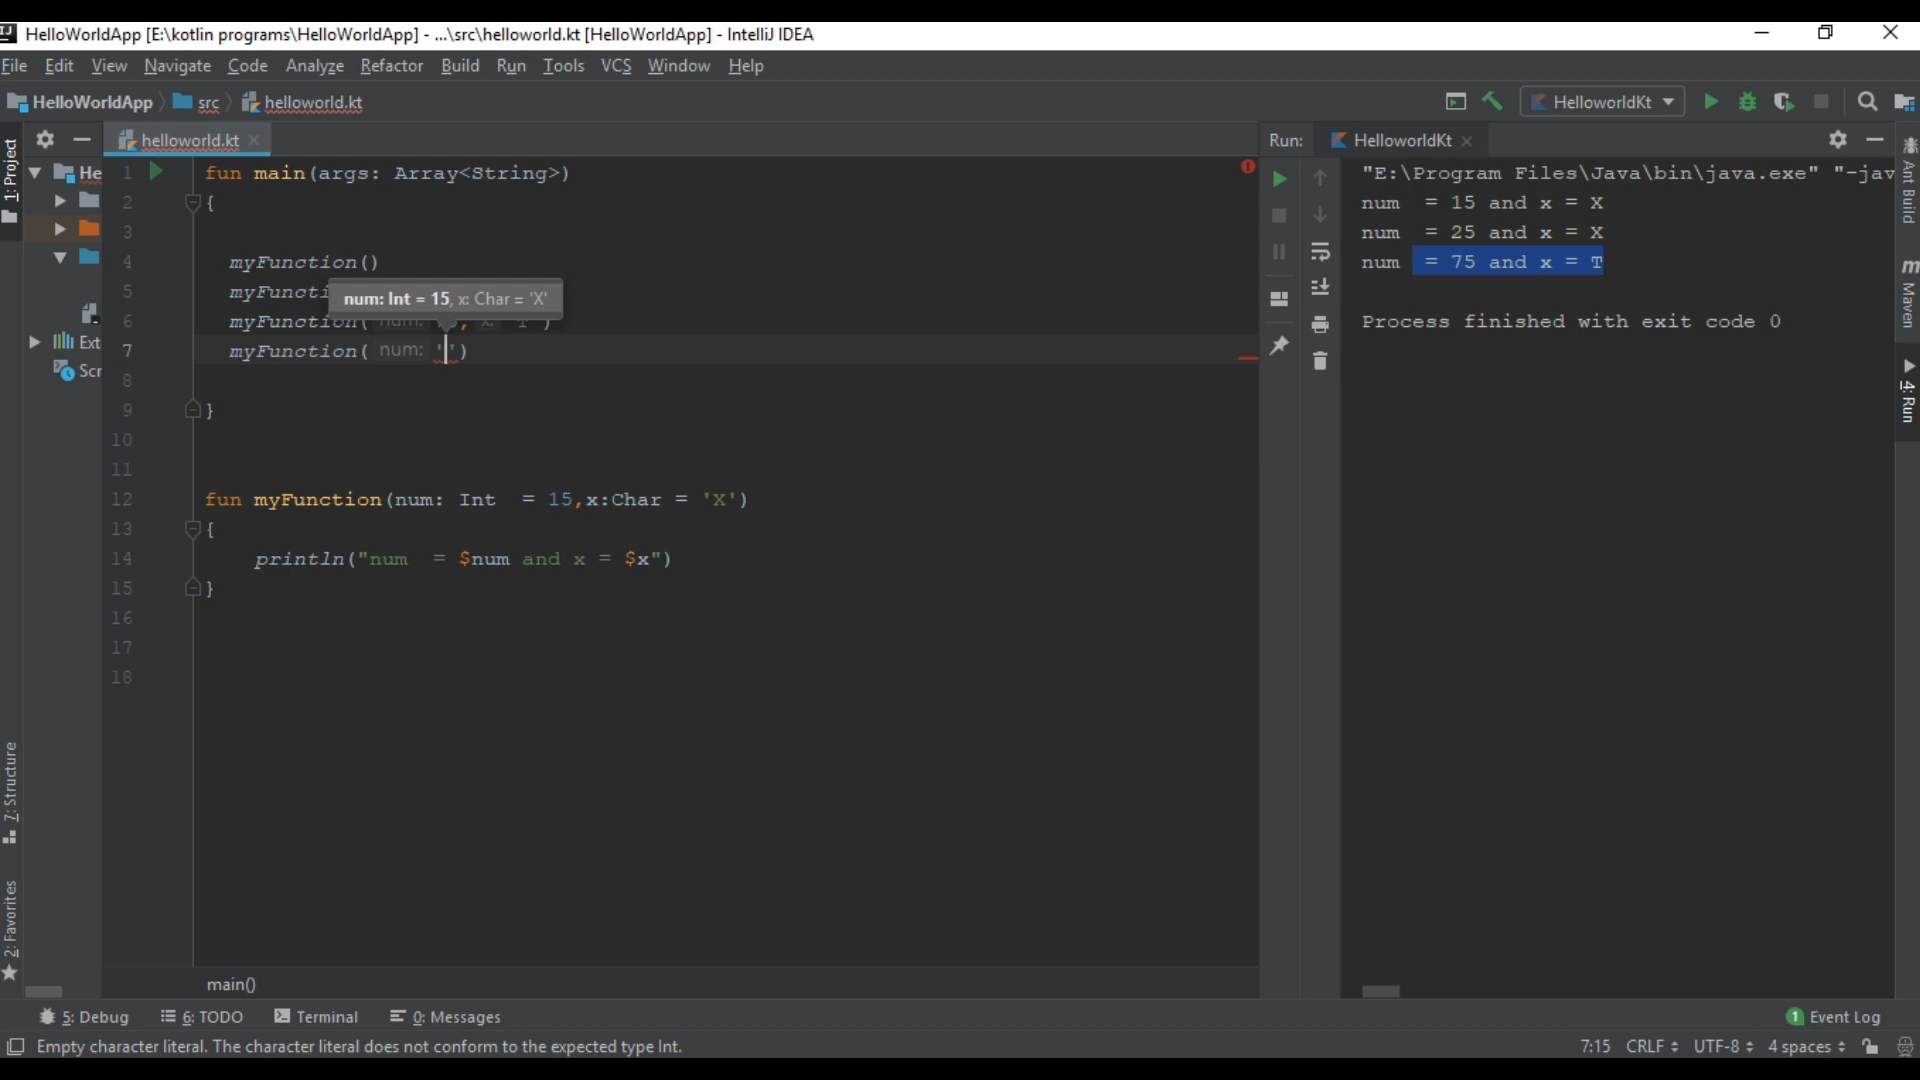 HelloWorldApp [E:\kotlin programs\HelloWorldApp] - ...\src\helloworld.kt [HelloWorldApp] - IntelliJ IDEA
File Edit View Navigate Code Analyze Refactor Build Run Tools VCS Window Help
HelloWorldApp src helloworld.kt HelloworldKt
helloworld.kt Run: HelloworldKt
1: Project
He
Ext
Scr
7: Structure
2: Favorites
1 fun main(args: Array<String>)
2 {
3
4 myFunction()
5 myFuncti
num: Int = 15, x: Char = 'X'
6 myFunction( num: , x: 'T')
7 myFunction( num: '')
8
9 }
10
11
12 fun myFunction(num: Int  = 15,x:Char = 'X')
13 {
14 println("num  = $num and x = $x")
15 }
16
17
18
main()
"E:\Program Files\Java\bin\java.exe" "-jav
num  = 15 and x = X
num  = 25 and x = X
num  = 75 and x = T
Process finished with exit code 0
Ant Build
m Maven
4: Run
5: Debug 6: TODO Terminal 0: Messages 1 Event Log
Empty character literal. The character literal does not conform to the expected type Int. 7:15 CRLF UTF-8 4 spaces